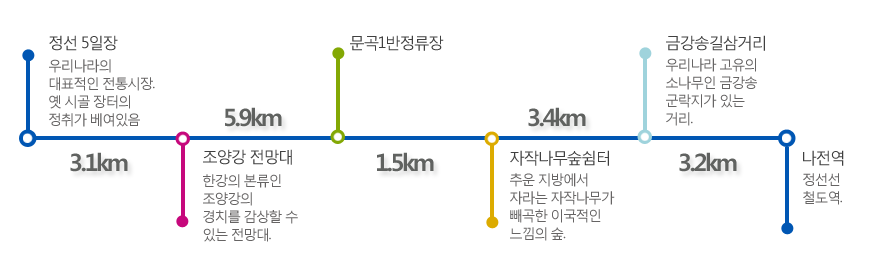 정선 5일장
우리나라의
대표적인 전통시장.
옛 시골 장터의
정취가 베여있음
3.1km
조양강 전망대
한강의 본류인
조양강의
경치를 감상할 수
있는 전망대.
5.9km
문곡1반정류장
1.5km
자작나무숲쉼터
추운 지방에서
자라는 자작나무가
빼곡한 이국적인
느낌의 숲.
3.4km
금강송길삼거리
우리나라 고유의
소나무인 금강송
군락지가 있는
거리.
3.2km
나전역
정선선
철도역.